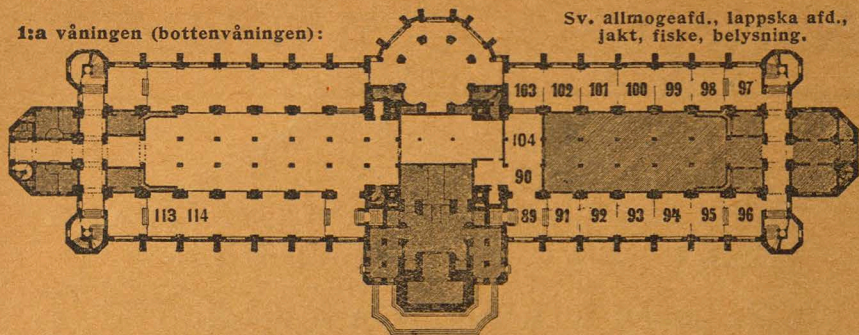 1:a våningen (bottenvåningen):
Sv. allmogeafd., lappska afd.,
jakt, fiske, belysning.
103 102 101 100 99 98 97
104
90
113 114
89 91 92 93 94 95 96